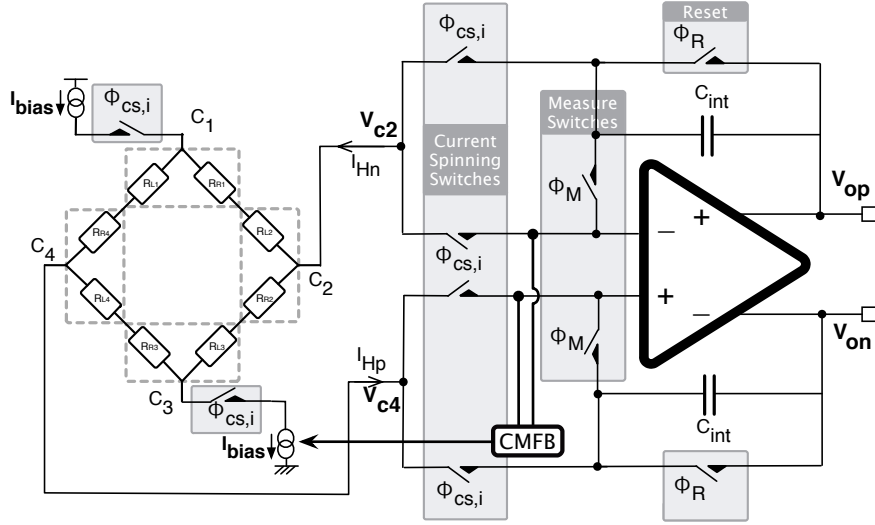 Reset
Φcs,i
ΦR
Ibias
Φcs,i
C1
Vc2
Measure
Switches
Cint
Current
Spinning
Switches
IHn
RL1
RR1
ΦM
Vop
RR4
RL2
+
−
C4
C2
Φcs,i
RL4
RR2
+
−
RR3
RL3
ΦM
Von
IHp
C3
Vc4
Φcs,i
Cint
Ibias
CMFB
Φcs,i
ΦR